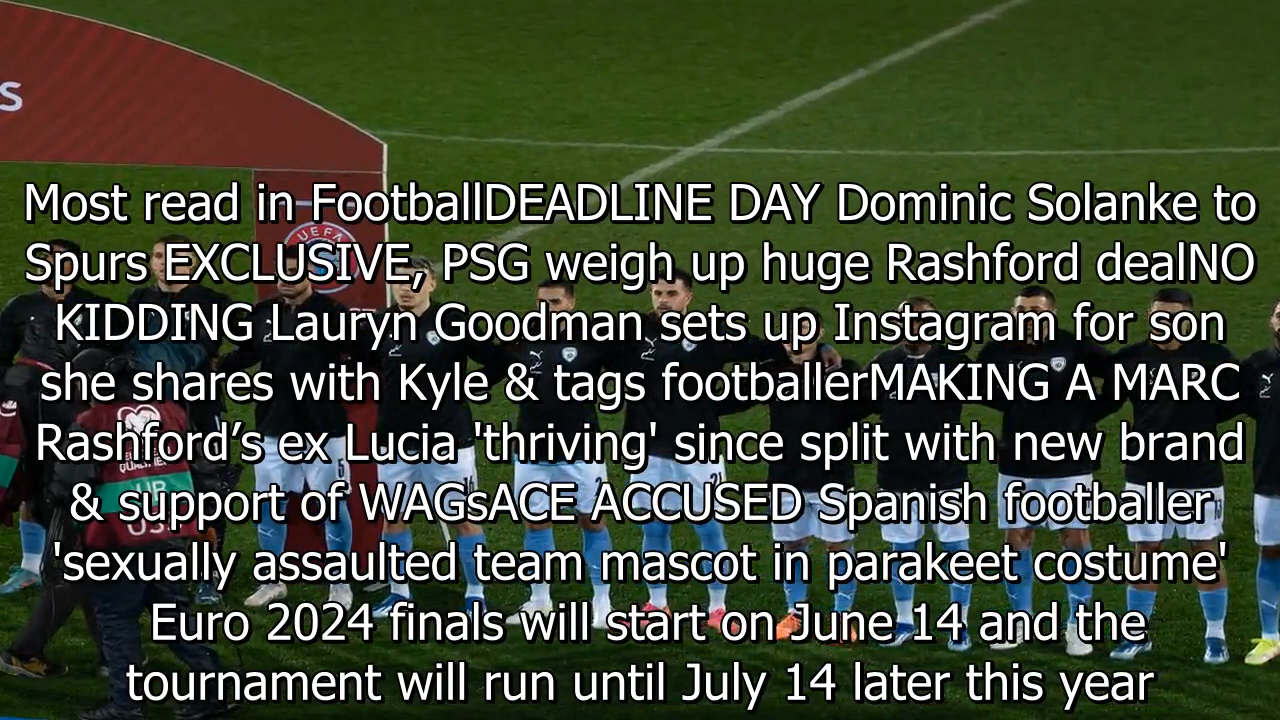 S
UEFA
Most read in FootballDEADLINE DAY Dominic Solanke to
Spurs EXCLUSIVE, PSG weigh up huge Rashford dealNO
KIDDING Lauryn Goodman sets up Instagram for son
she shares with Kyle & tags footballerMAKING A MARC
Rashford’s ex Lucia 'thriving' since split with new brand
& support of WAGsACE ACCUSED Spanish footballer
'sexually assaulted team mascot in parakeet costume'
Euro 2024 finals will start on June 14 and the
tournament will run until July 14 later this year